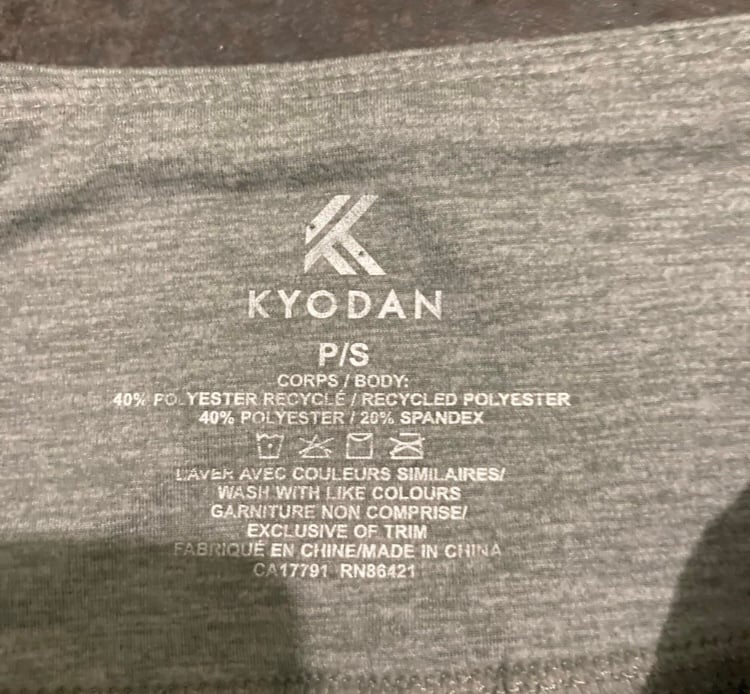 KYODAN
P/S
CORPS / BODY:
40% POLYESTER RECYCLÉ / RECYCLED POLYESTER
40% POLYESTER / 20% SPANDEX
LAVER AVEC COULEURS SIMILAIRES/
WASH WITH LIKE COLOURS
GARNITURE NON COMPRISE/
EXCLUSIVE OF TRIM
FABRIQUÉ EN CHINE/MADE IN CHINA
CA17791 RN86421